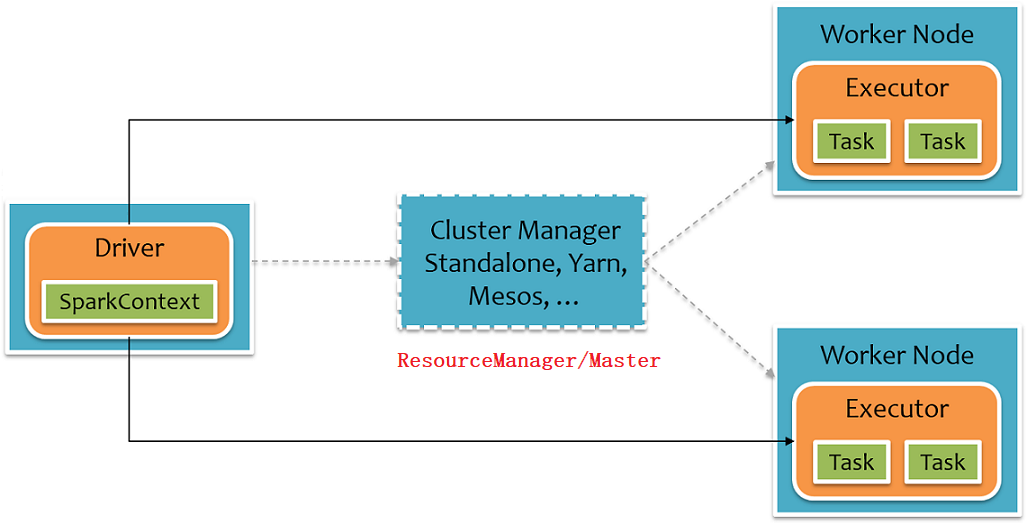 Driver
SparkContext
Cluster Manager
Standalone, Yarn,
Mesos, ...
ResourceManager/Master
Worker Node
Executor
Task Task
Worker Node
Executor
Task Task